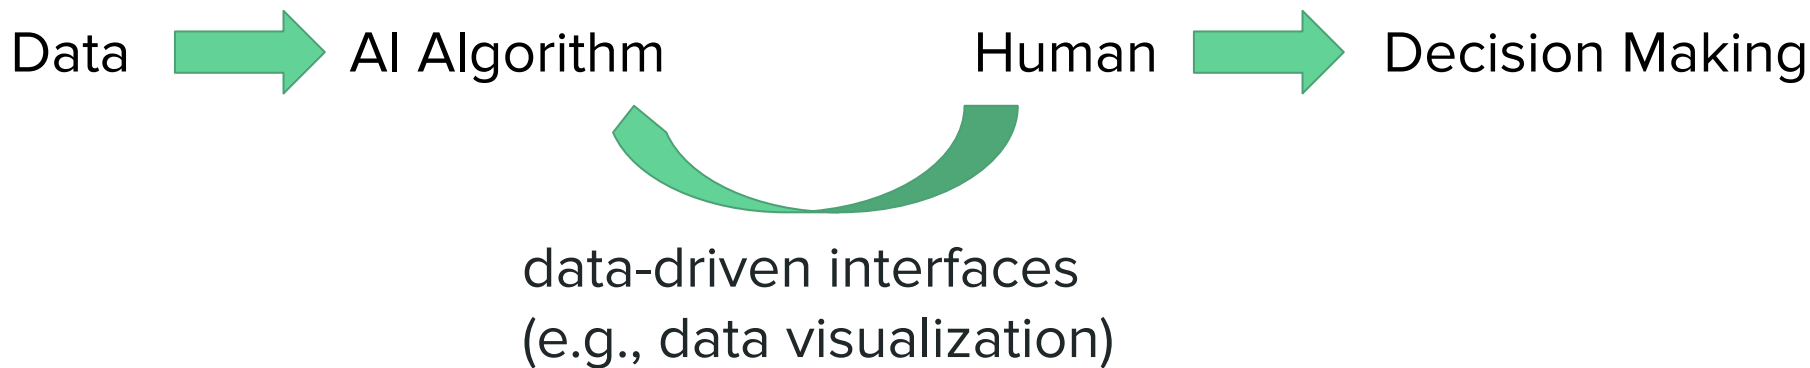 Data AI Algorithm Human Decision Making
data-driven interfaces
(e.g., data visualization)